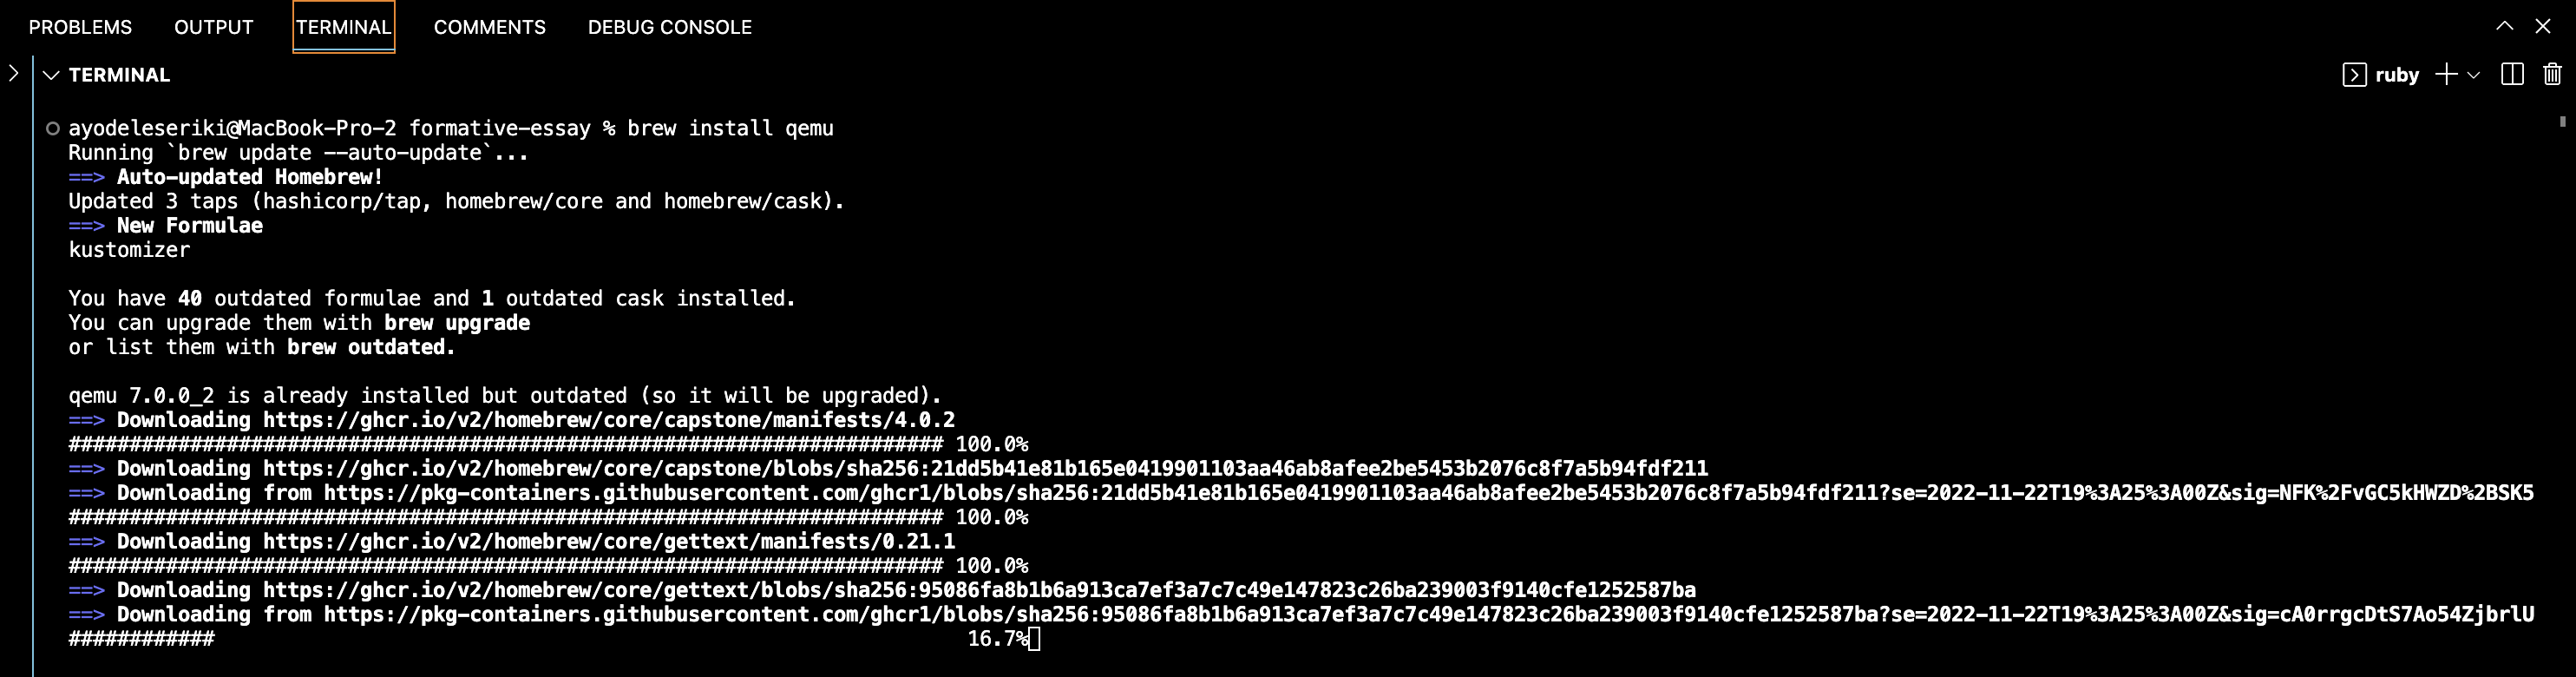 PROBLEMS OUTPUT TERMINAL COMMENTS DEBUG CONSOLE
TERMINAL
ruby
ayodeleseriki@MacBook-Pro-2 formative-essay % brew install qemu
Running `brew update --auto-update`...
==> Auto-updated Homebrew!
Updated 3 taps (hashicorp/tap, homebrew/core and homebrew/cask).
==> New Formulae
kustomizer
You have 40 outdated formulae and 1 outdated cask installed.
You can upgrade them with brew upgrade
or list them with brew outdated.
qemu 7.0.0_2 is already installed but outdated (so it will be upgraded).
==> Downloading https://ghcr.io/v2/homebrew/core/capstone/manifests/4.0.2
######################################################################## 100.0%
==> Downloading https://ghcr.io/v2/homebrew/core/capstone/blobs/sha256:21dd5b41e81b165e0419901103aa46ab8afee2be5453b2076c8f7a5b94fdf211
==> Downloading from https://pkg-containers.githubusercontent.com/ghcr1/blobs/sha256:21dd5b41e81b165e0419901103aa46ab8afee2be5453b2076c8f7a5b94fdf211?se=2022-11-22T19%3A25%3A00Z&sig=NFK%2FvGC5kHWZD%2BSK5
######################################################################## 100.0%
==> Downloading https://ghcr.io/v2/homebrew/core/gettext/manifests/0.21.1
######################################################################## 100.0%
==> Downloading https://ghcr.io/v2/homebrew/core/gettext/blobs/sha256:95086fa8b1b6a913ca7ef3a7c7c49e147823c26ba239003f9140cfe1252587ba
==> Downloading from https://pkg-containers.githubusercontent.com/ghcr1/blobs/sha256:95086fa8b1b6a913ca7ef3a7c7c49e147823c26ba239003f9140cfe1252587ba?se=2022-11-22T19%3A25%3A00Z&sig=cA0rrgcDtS7Ao54ZjbrlU
############ 16.7%